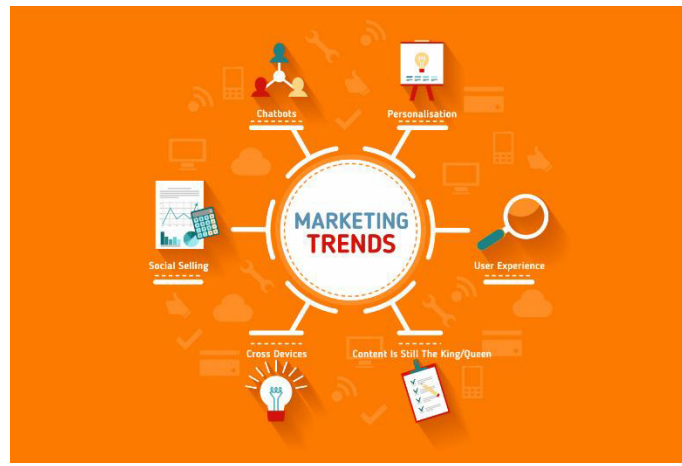 Chatbots
Personalisation
MARKETING
TRENDS
Social Selling
User Experience
Cross Devices
Content Is Still The King/Queen